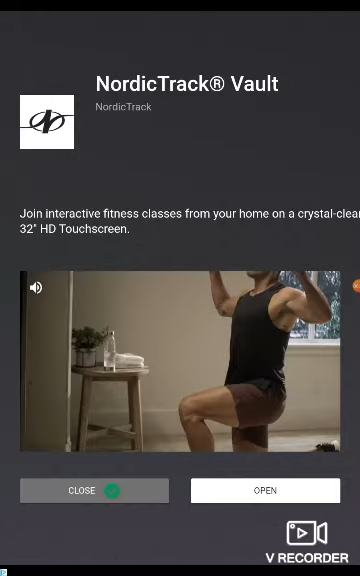 NordicTrack® Vault
NordicTrack
Join interactive fitness classes from your home on a crystal-clear
32" HD Touchscreen.
CLOSE
OPEN
V RECORDER